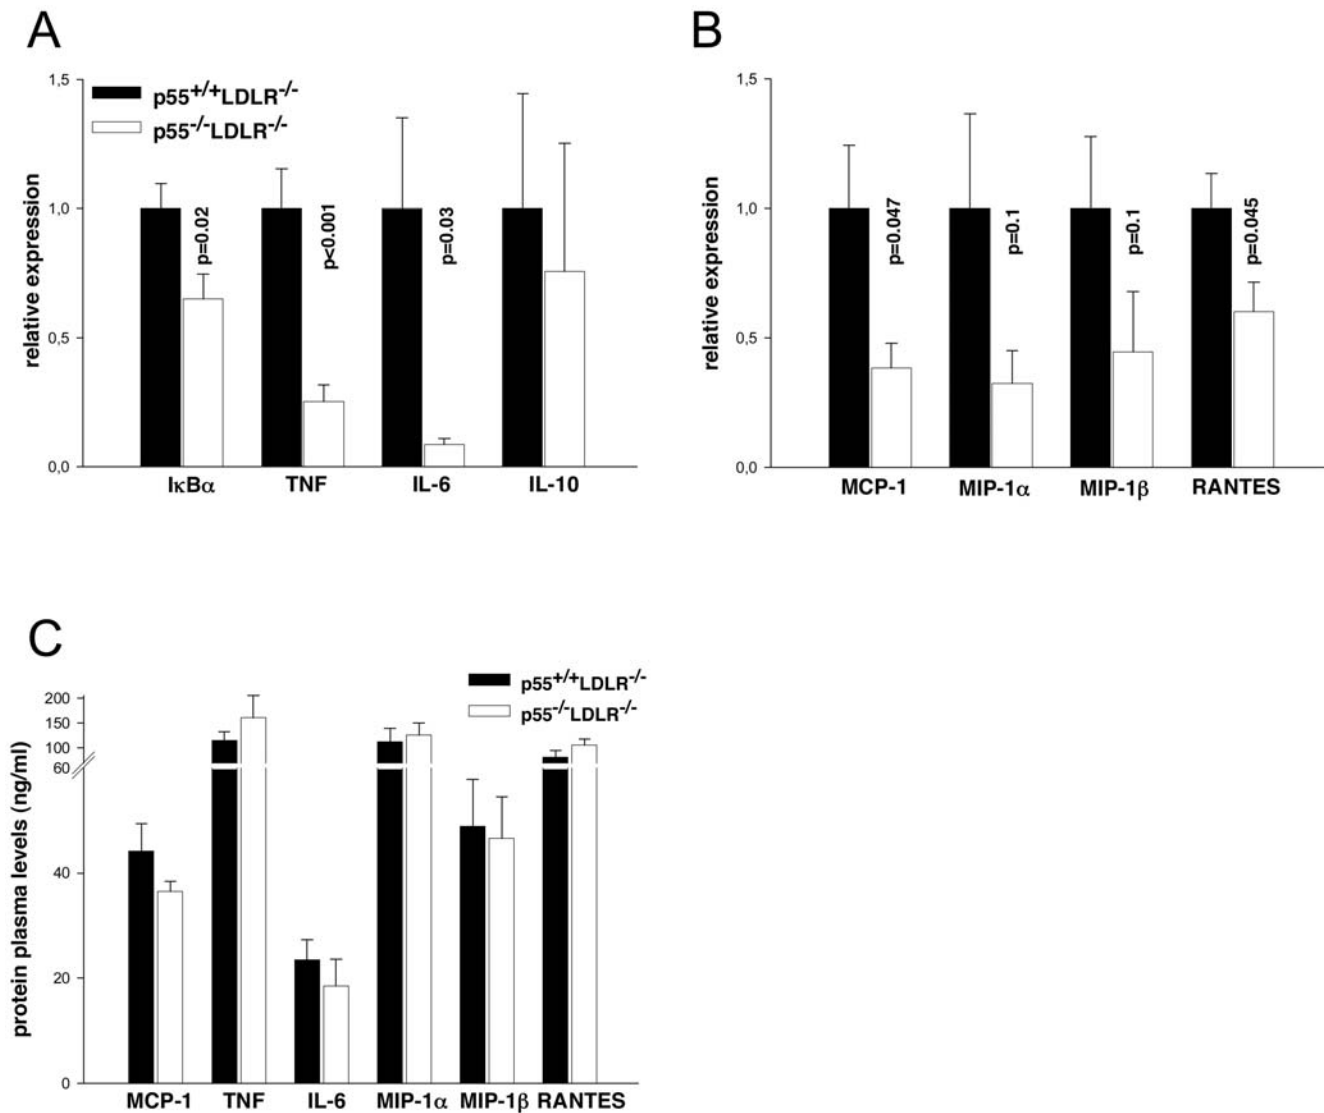 A
relative expression
1,5
1,0
0,5
0,0
p55+/+LDLR-/-
p55-/-LDLR-/-
p=0.02
p<0.001
p=0.03
IκBα TNF IL-6 IL-10
B
relative expression
1,5
1,0
0,5
0,0
p=0.047
p=0.1
p=0.1
p=0.045
MCP-1 MIP-1α MIP-1β RANTES
C
protein plasma levels (ng/ml)
200
150
100
60
40
20
0
p55+/+LDLR-/-
p55-/-LDLR-/-
MCP-1 TNF IL-6 MIP-1α MIP-1β RANTES